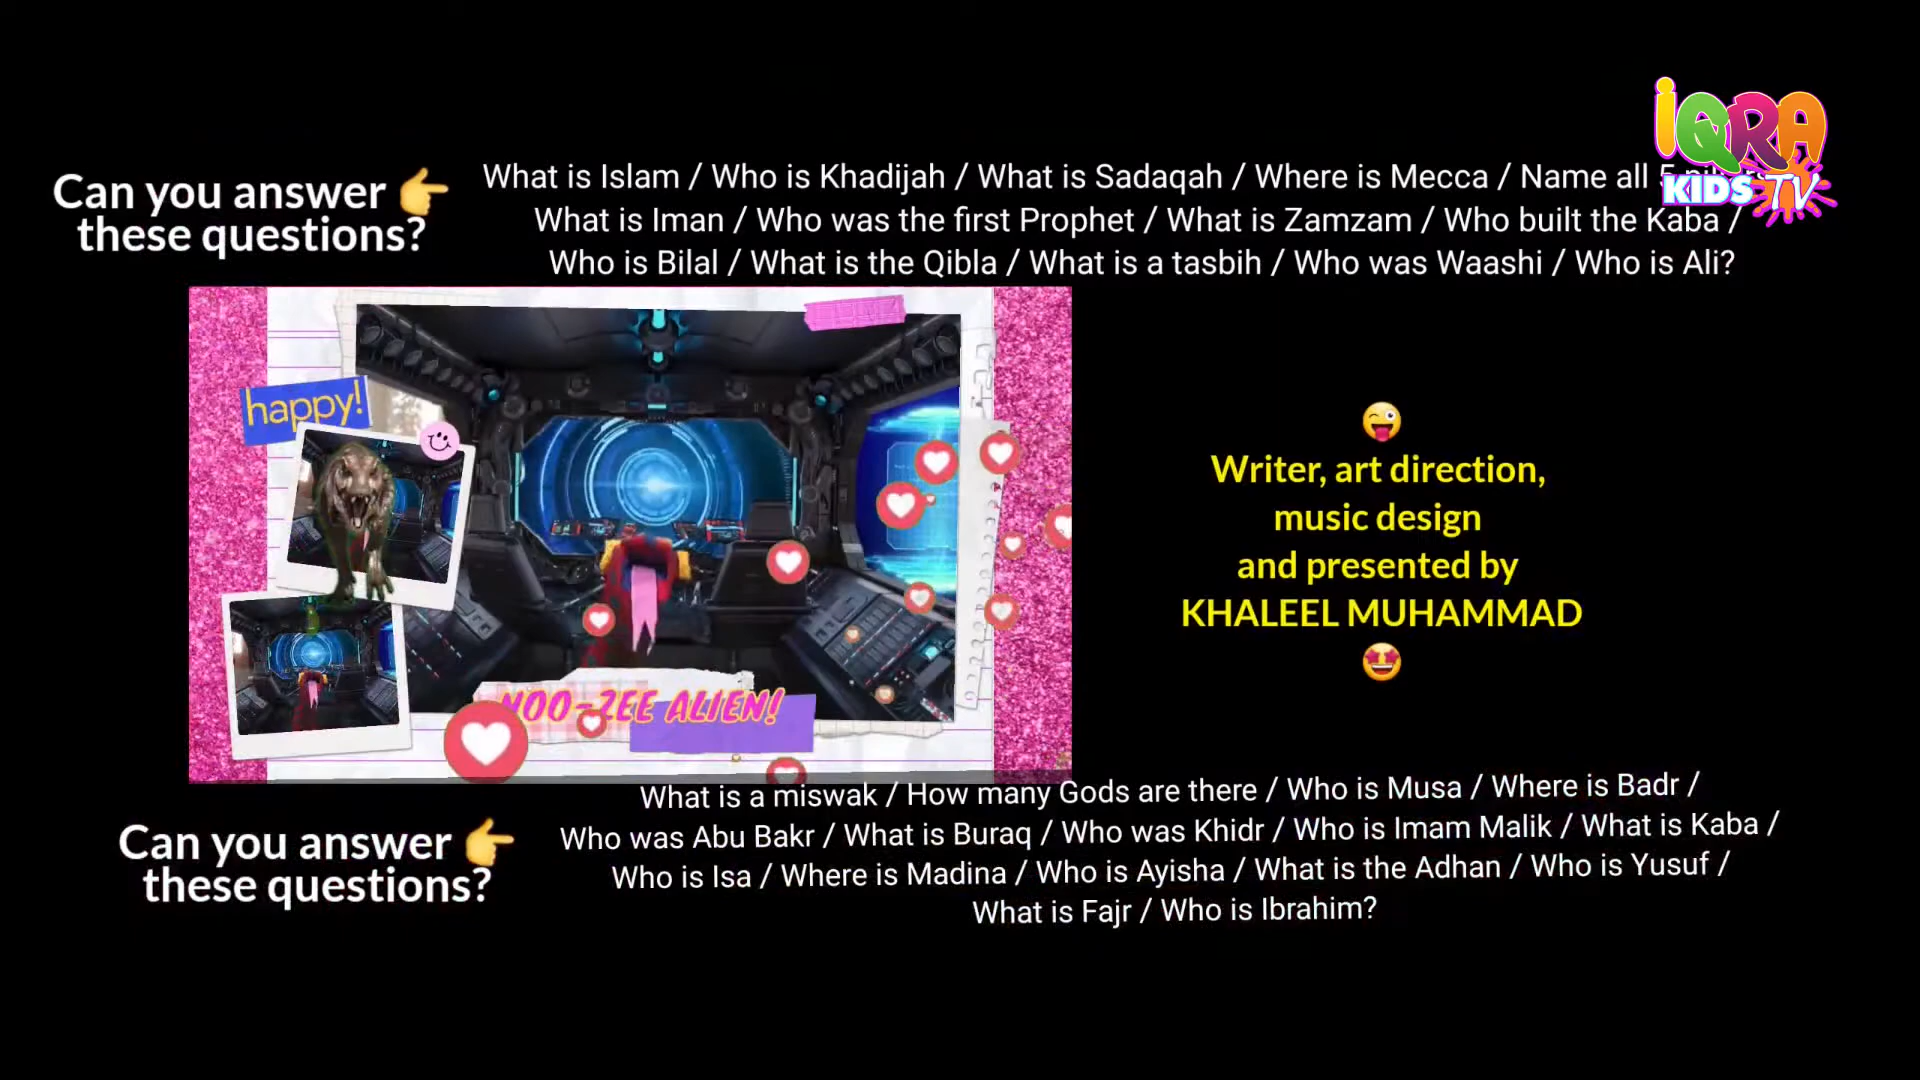 iQRA
KIDS TV
Can you answer 👉
these questions?
What is Islam / Who is Khadijah / What is Sadaqah / Where is Mecca / Name all 5
What is Iman / Who was the first Prophet / What is Zamzam / Who built the Kaba /
Who is Bilal / What is the Qibla / What is a tasbih / Who was Waashi / Who is Ali?
happy!
NOO-ZEE ALIEN!
😜
Writer, art direction,
music design
and presented by
KHALEEL MUHAMMAD
🤩
Can you answer 👉
these questions?
What is a miswak / How many Gods are there / Who is Musa / Where is Badr /
Who was Abu Bakr / What is Buraq / Who was Khidr / Who is Imam Malik / What is Kaba /
Who is Isa / Where is Madina / Who is Ayisha / What is the Adhan / Who is Yusuf /
What is Fajr / Who is Ibrahim?